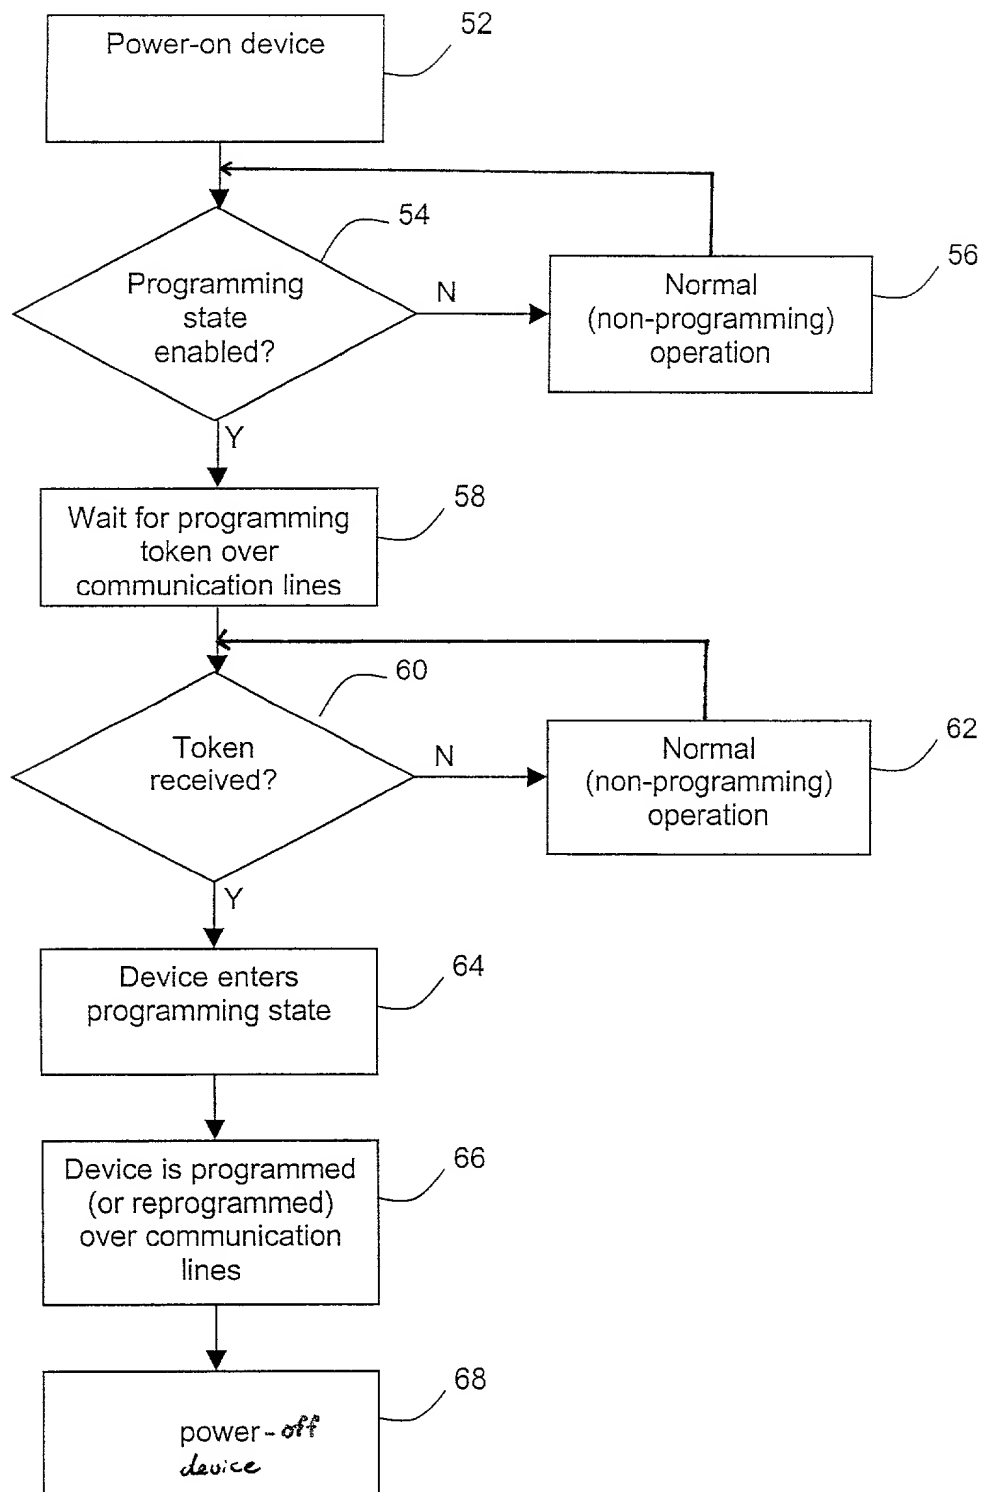 Power-on device
52
54
Programming
state
enabled?
N
Normal
(non-programming)
operation
56
Y
Wait for programming
token over
communication lines
58
60
Token
received?
N
Normal
(non-programming)
operation
62
Y
Device enters
programming state
64
Device is programmed
(or reprogrammed)
over communication
lines
66
power-off
device
68